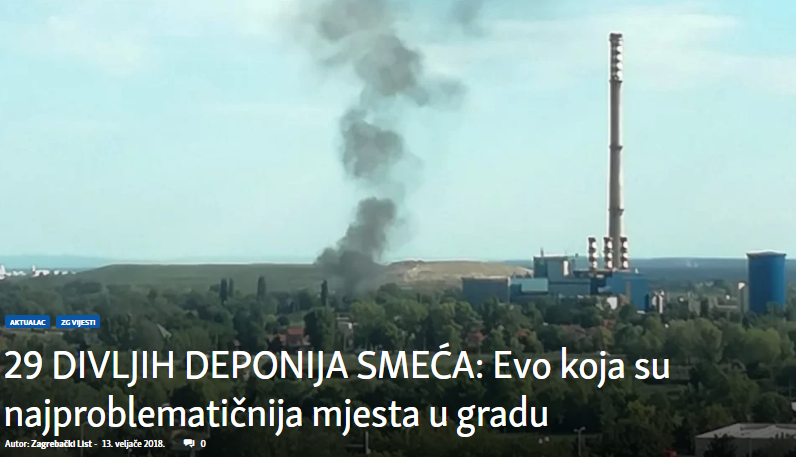 AKTUALAC ZG VIJESTI
29 DIVLJIH DEPONIJA SMEĆA: Evo koja su
najproblematičnija mjesta u gradu
Autor: Zagrebački List - 13. veljače 2018. 0